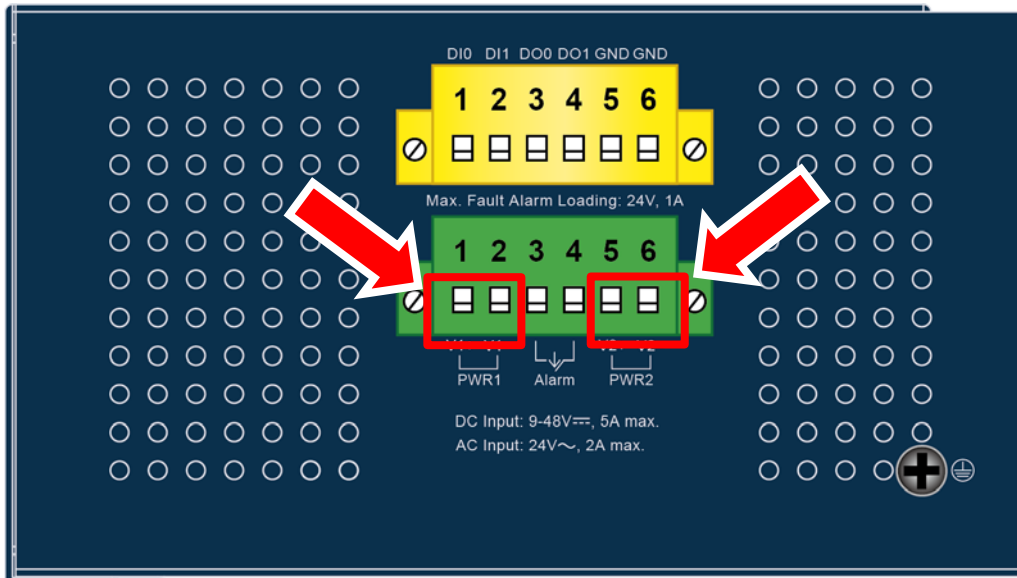 DI0 DI1 DO0 DO1 GND GND
1 2 3 4 5 6
Max. Fault Alarm Loading: 24V, 1A
1 2 3 4 5 6
PWR1 Alarm PWR2
DC Input: 9-48V⎓, 5A max.
AC Input: 24V～, 2A max.